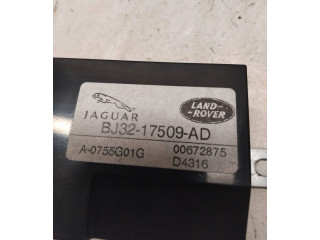 JAGUAR
LAND-
ROVER
BJ32-17509-AD
A-0755G01G 00672875
D4316